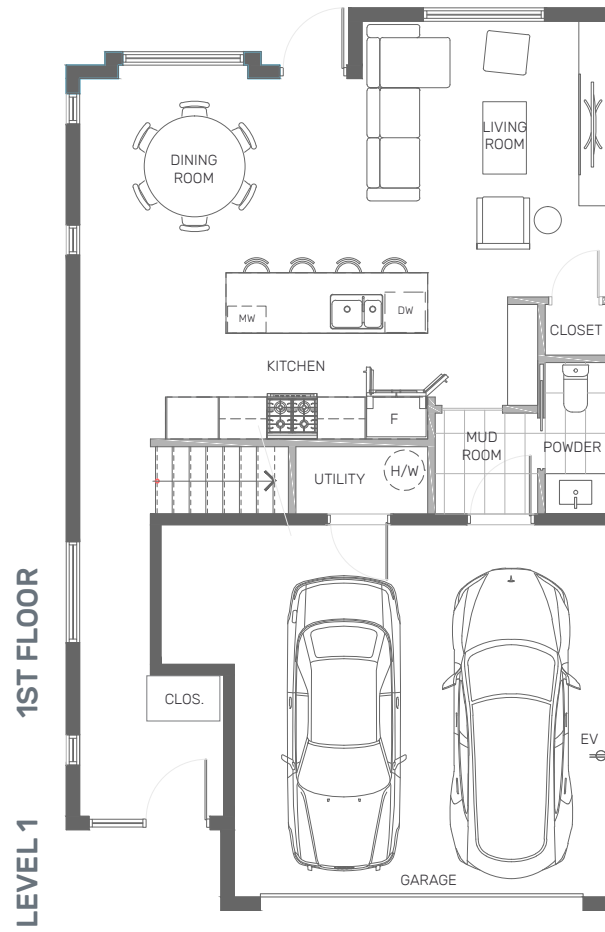 DINING
ROOM
LIVING
ROOM
MW
DW
CLOSET
KITCHEN
F
MUD
ROOM
POWDER
UTILITY
H/W
CLOS.
EV
GARAGE
LEVEL 1 1ST FLOOR